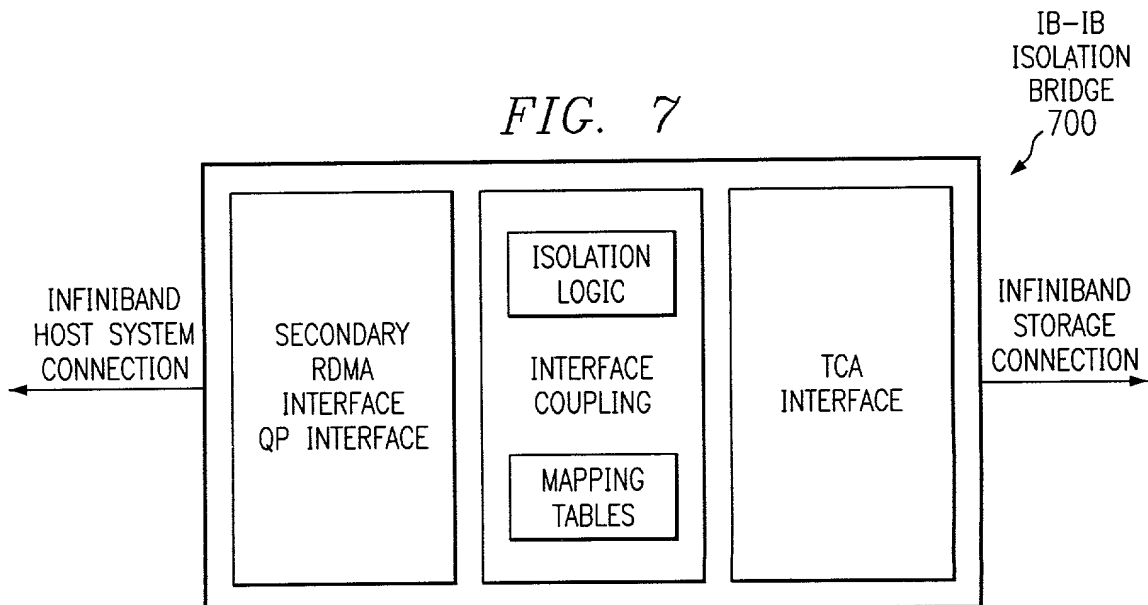 IB-IB
ISOLATION
BRIDGE
700
FIG. 7
INFINIBAND
HOST SYSTEM
CONNECTION
SECONDARY
RDMA
INTERFACE
QP INTERFACE
ISOLATION
LOGIC
INTERFACE
COUPLING
MAPPING
TABLES
TCA
INTERFACE
INFINIBAND
STORAGE
CONNECTION